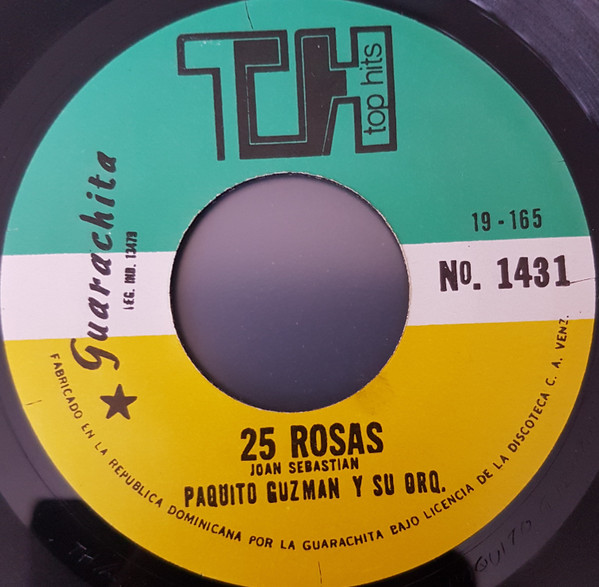 TH
top hits
Guarachita
EG. IND. 13479
19-165
NO. 1431
25 ROSAS
JOAN SEBASTIAN
PAQUITO GUZMAN Y SU ORQ.
FABRICADO EN LA REPUBLICA DOMINICANA POR LA GUARACHITA BAJO LICENCIA DE LA DISCOTECA C. A. VENZ.